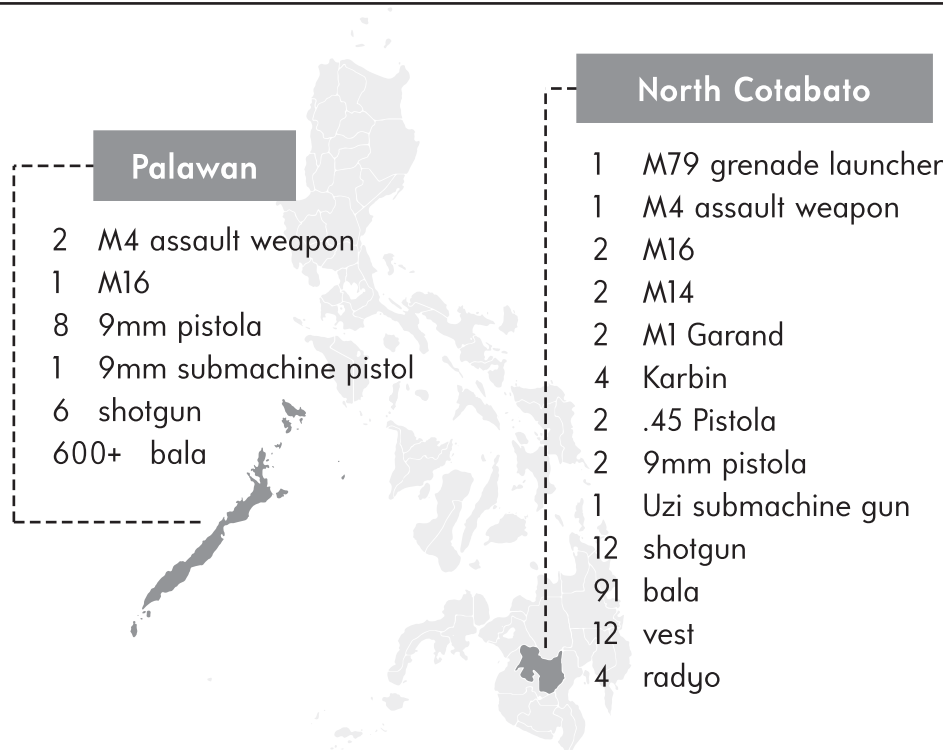 Palawan
2 M4 assault weapon
1 M16
8 9mm pistola
1 9mm submachine pistol
6 shotgun
600+ bala
North Cotabato
1 M79 grenade launcher
1 M4 assault weapon
2 M16
2 M14
2 M1 Garand
4 Karbin
2 .45 Pistola
2 9mm pistola
1 Uzi submachine gun
12 shotgun
91 bala
12 vest
4 radyo